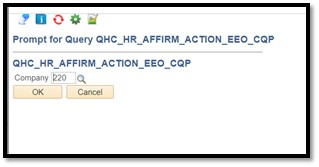 Prompt for Query QHC_HR_AFFIRM_ACTION_EEO_CQP
QHC_HR_AFFIRM_ACTION_EEO_CQP
Company 220
OK Cancel